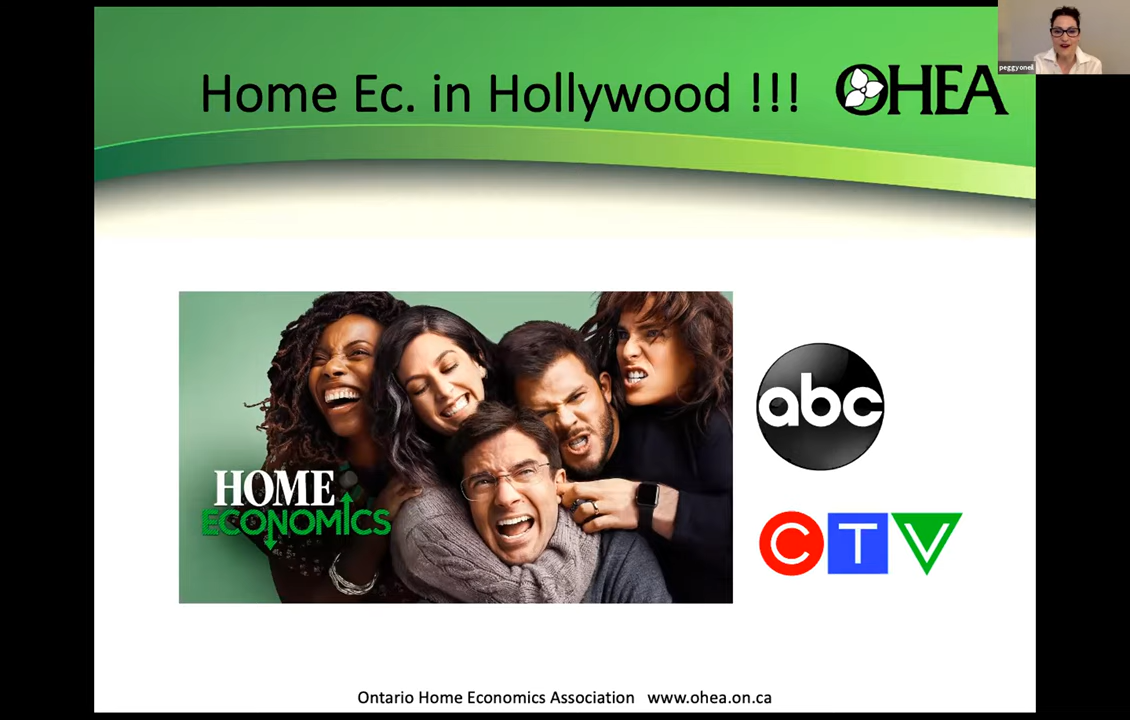 Home Ec. in Hollywood !!!
OHEA
peggyoneil
HOME
ECONOMICS
abc
CTV
Ontario Home Economics Association www.ohea.on.ca